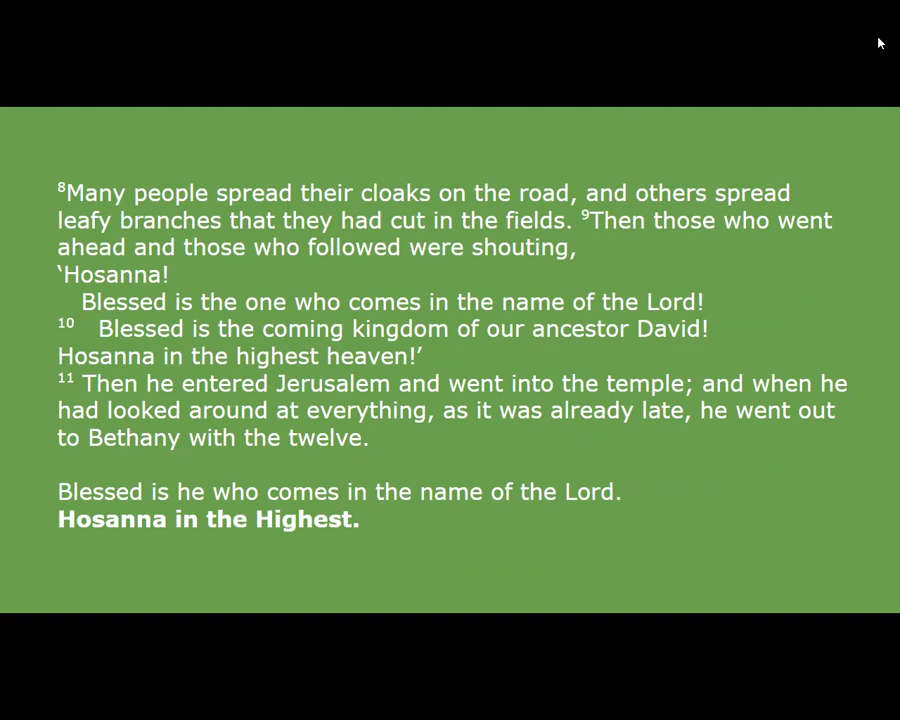 ⁸Many people spread their cloaks on the road, and others spread
leafy branches that they had cut in the fields. ⁹Then those who went
ahead and those who followed were shouting,
‛Hosanna!
Blessed is the one who comes in the name of the Lord!
¹⁰ Blessed is the coming kingdom of our ancestor David!
Hosanna in the highest heaven!’
¹¹ Then he entered Jerusalem and went into the temple; and when he
had looked around at everything, as it was already late, he went out
to Bethany with the twelve.
Blessed is he who comes in the name of the Lord.
Hosanna in the Highest.